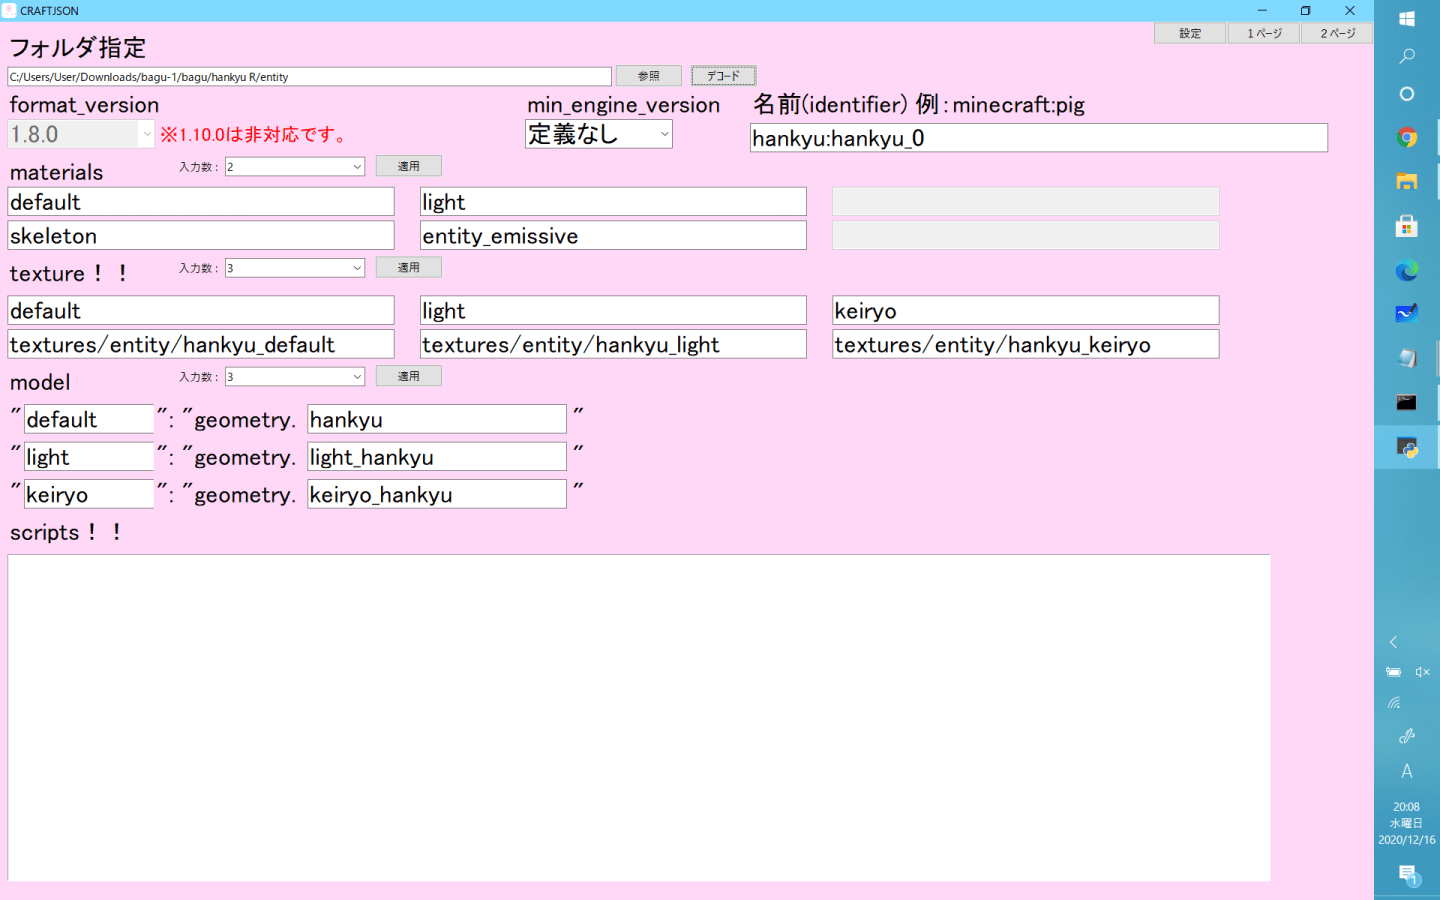 CRAFTJSON
設定
1ページ
2ページ
フォルダ指定
C:/Users/User/Downloads/bagu-1/bagu/hankyu R/entity
参照
デコード
format_version
min_engine_version
名前(identifier) 例:minecraft:pig
1.8.0
※1.10.0は非対応です。
定義なし
hankyu:hankyu_0
materials
入力数:
2
適用
default
light
skeleton
entity_emissive
texture!!
入力数:
3
適用
default
light
keiryo
textures/entity/hankyu_default
textures/entity/hankyu_light
textures/entity/hankyu_keiryo
model
入力数:
3
適用
"default": "geometry. hankyu"
"light": "geometry. light_hankyu"
"keiryo": "geometry. keiryo_hankyu"
scripts!!
A
20:08
水曜日
2020/12/16
1